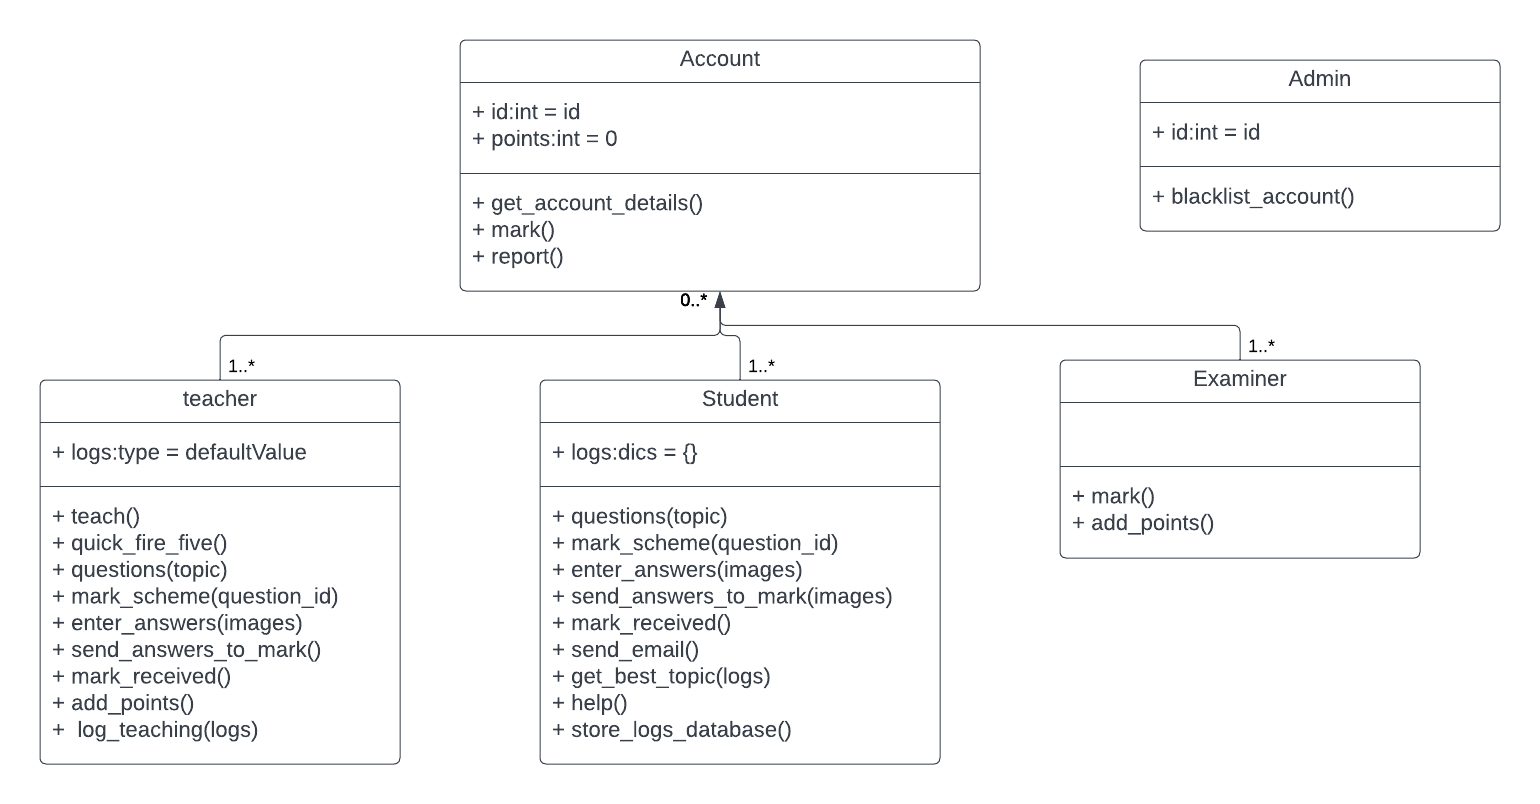 Account
+ id:int = id
+ points:int = 0
+ get_account_details()
+ mark()
+ report()
Admin
+ id:int = id
+ blacklist_account()
0..*
1..*
1..*
1..*
teacher
+ logs:type = defaultValue
+ teach()
+ quick_fire_five()
+ questions(topic)
+ mark_scheme(question_id)
+ enter_answers(images)
+ send_answers_to_mark()
+ mark_received()
+ add_points()
+  log_teaching(logs)
Student
+ logs:dics = {}
+ questions(topic)
+ mark_scheme(question_id)
+ enter_answers(images)
+ send_answers_to_mark(images)
+ mark_received()
+ send_email()
+ get_best_topic(logs)
+ help()
+ store_logs_database()
Examiner
+ mark()
+ add_points()